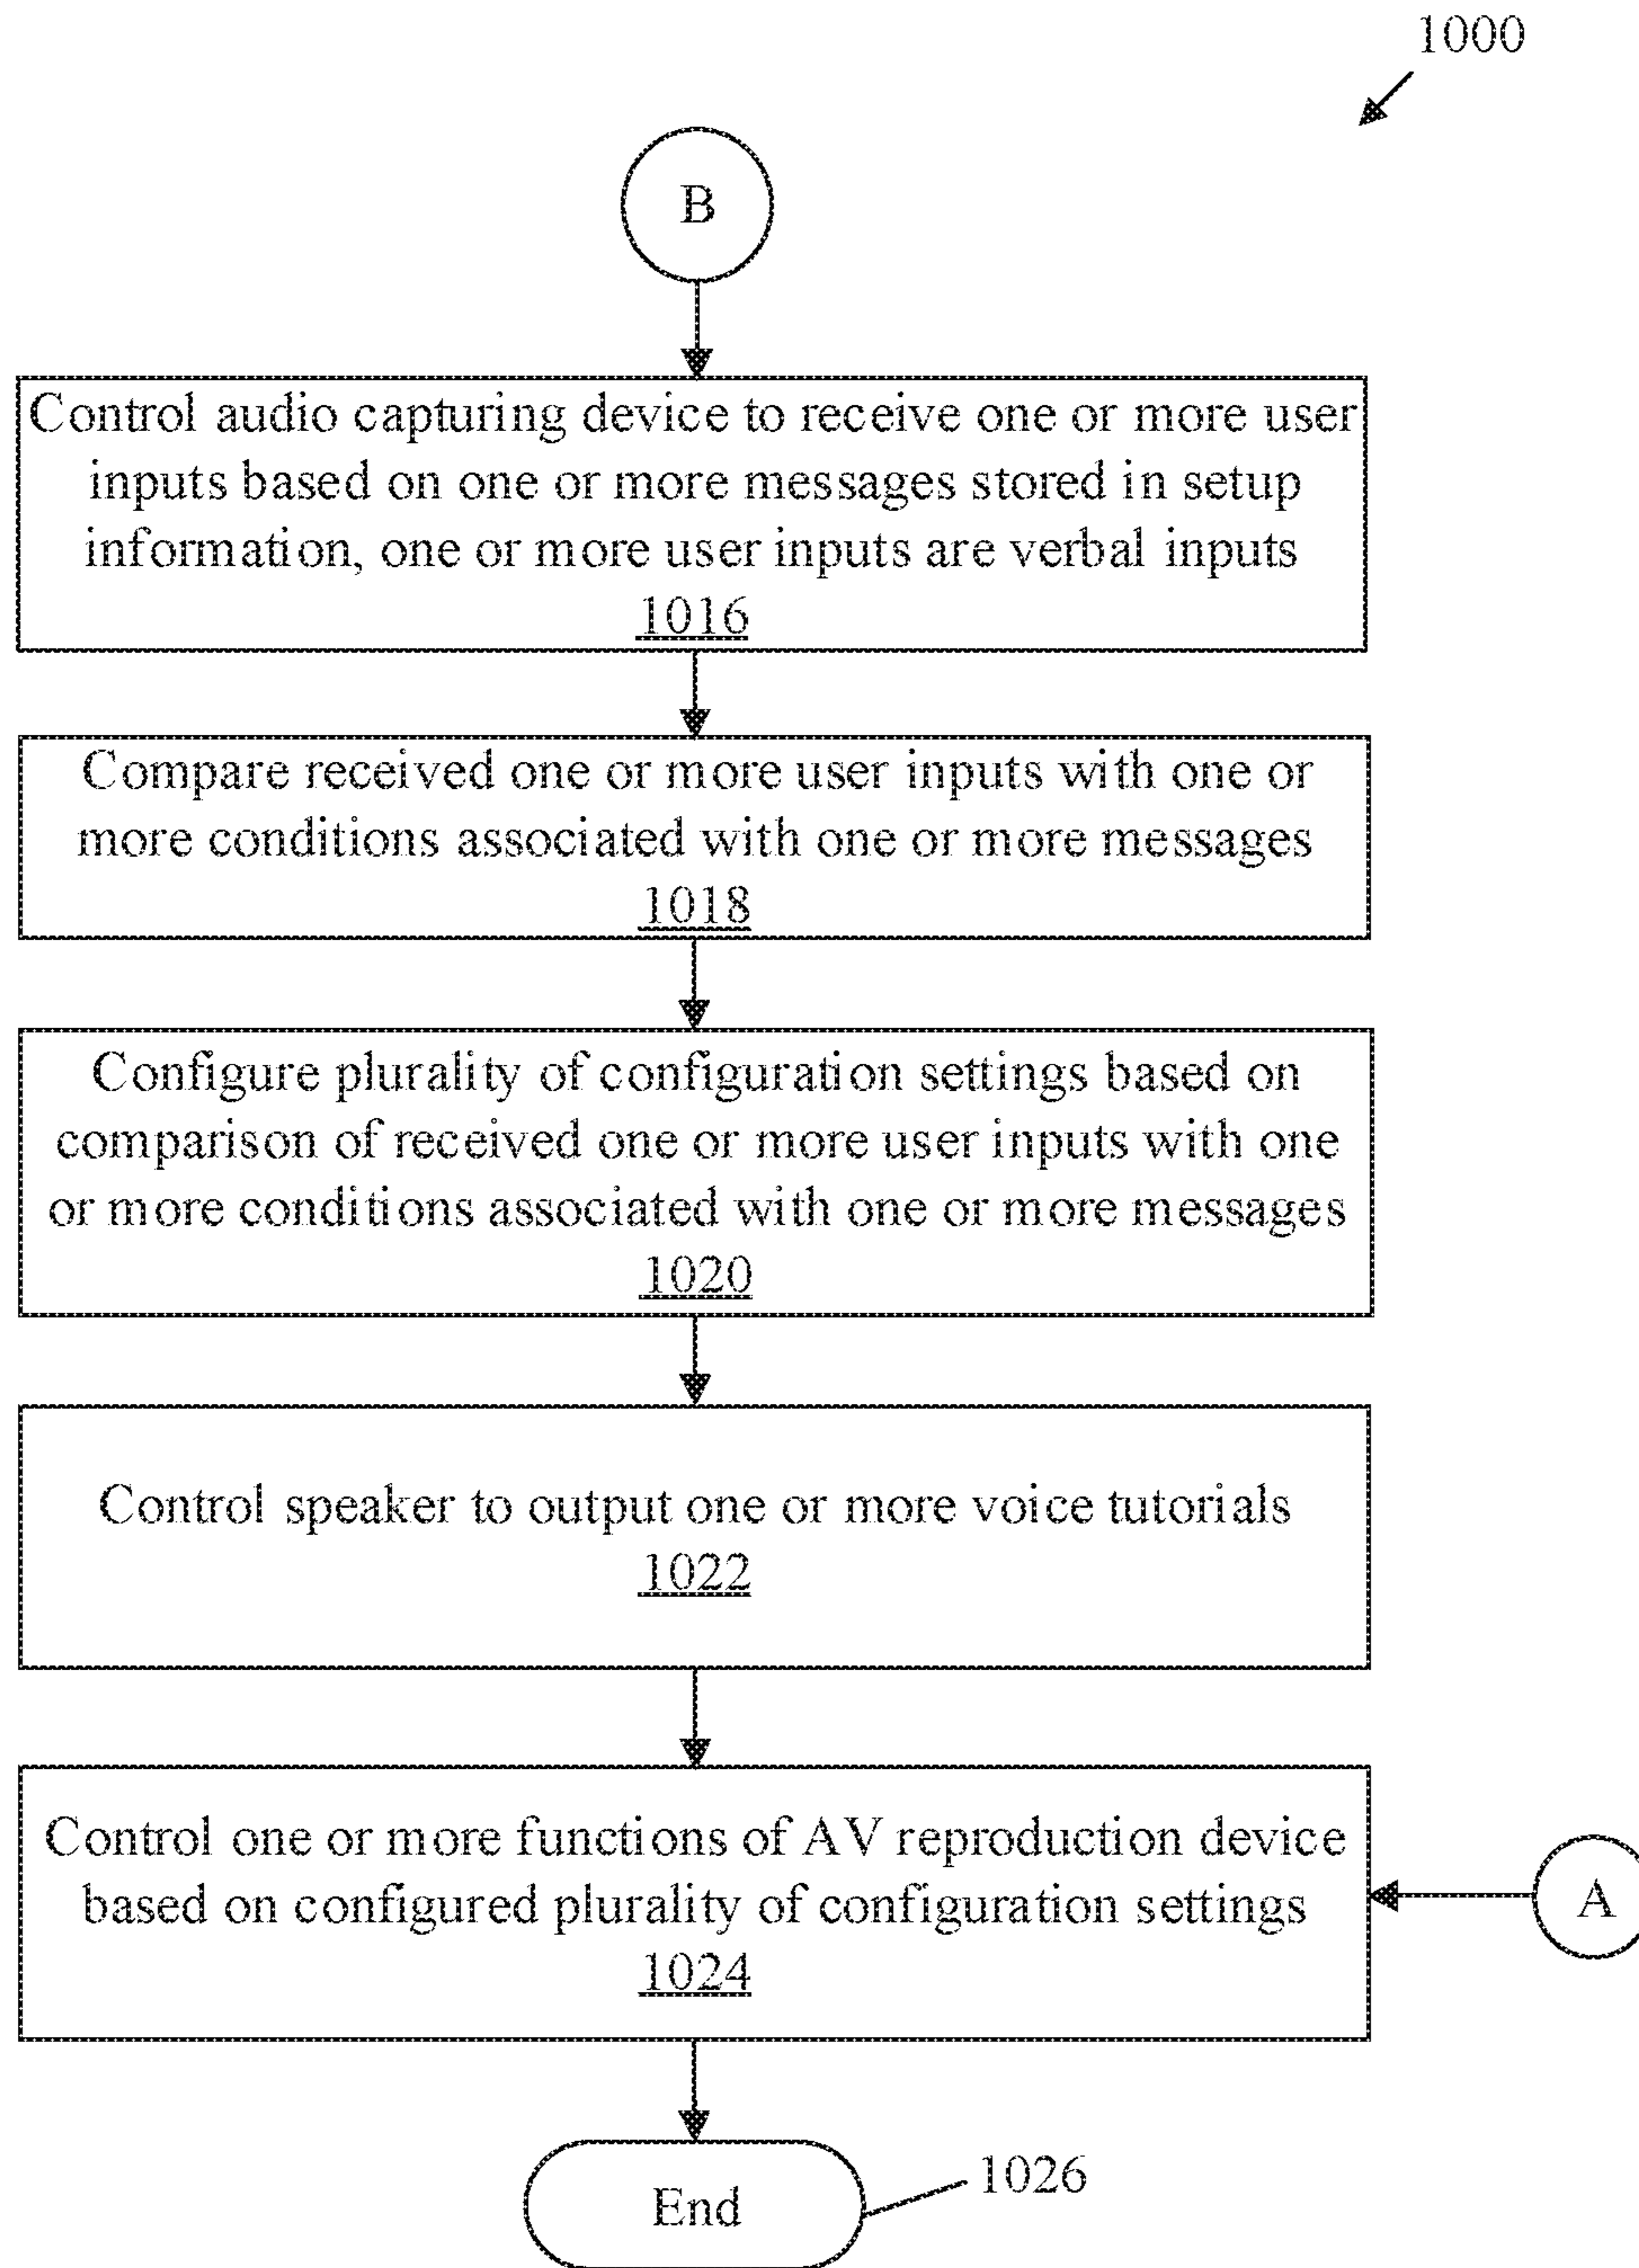 1000
B
Control audio capturing device to receive one or more user
inputs based on one or more messages stored in setup
information, one or more user inputs are verbal inputs
1016
Compare received one or more user inputs with one or
more conditions associated with one or more messages
1018
Configure plurality of configuration settings based on
comparison of received one or more user inputs with one
or more conditions associated with one or more messages
1020
Control speaker to output one or more voice tutorials
1022
Control one or more functions of AV reproduction device
based on configured plurality of configuration settings
1024
A
End
1026